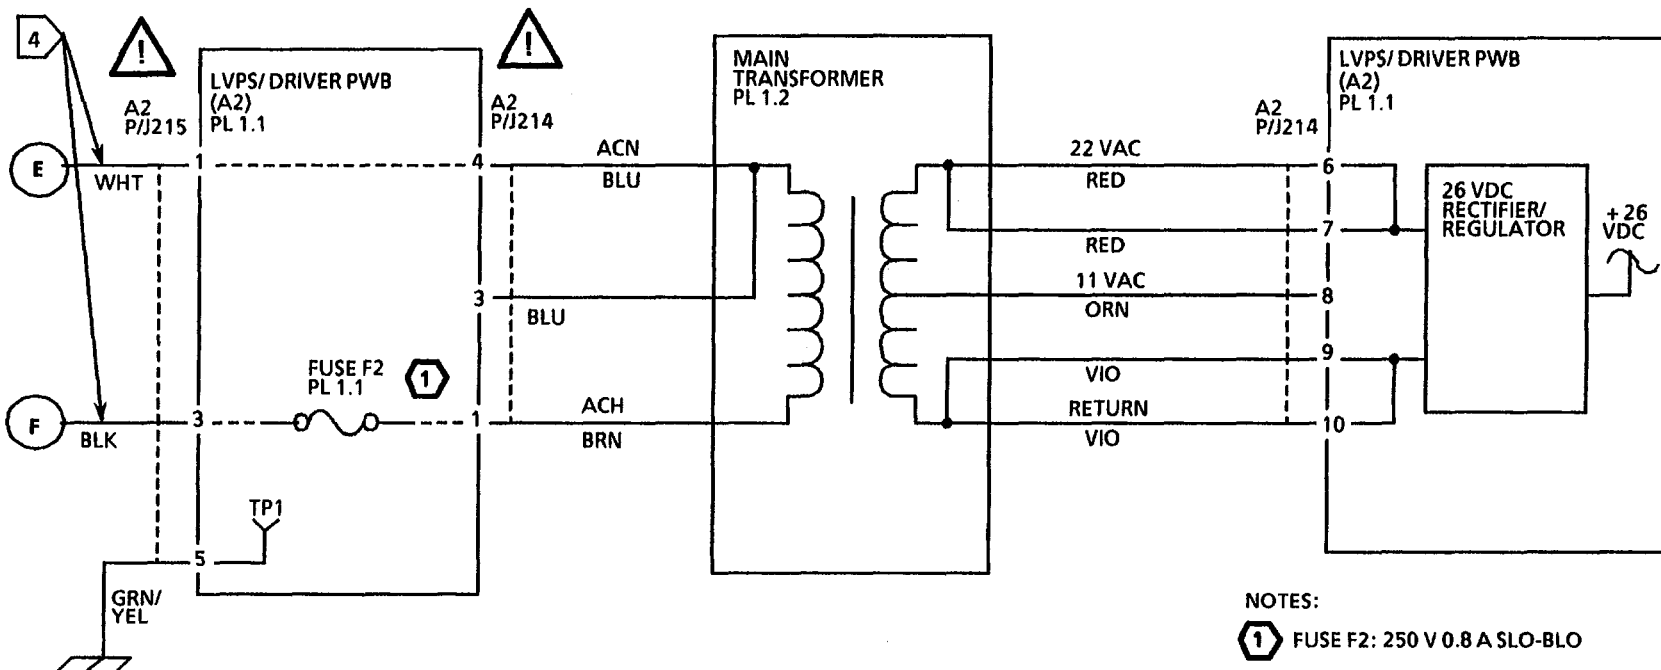 4
!
!
LVPS/ DRIVER PWB
(A2)
PL 1.1
A2
P/J215
A2
P/J214
MAIN
TRANSFORMER
PL 1.2
A2
P/J214
LVPS/ DRIVER PWB
(A2)
PL 1.1
E
WHT
1
4
ACN
BLU
22 VAC
RED
6
26 VDC
RECTIFIER/
REGULATOR
+26
VDC
RED
7
3
BLU
11 VAC
ORN
8
FUSE F2
PL 1.1
1
VIO
9
F
BLK
3
1
ACH
BRN
RETURN
VIO
10
TP1
5
GRN/
YEL
NOTES:
1 FUSE F2: 250 V 0.8 A SLO-BLO